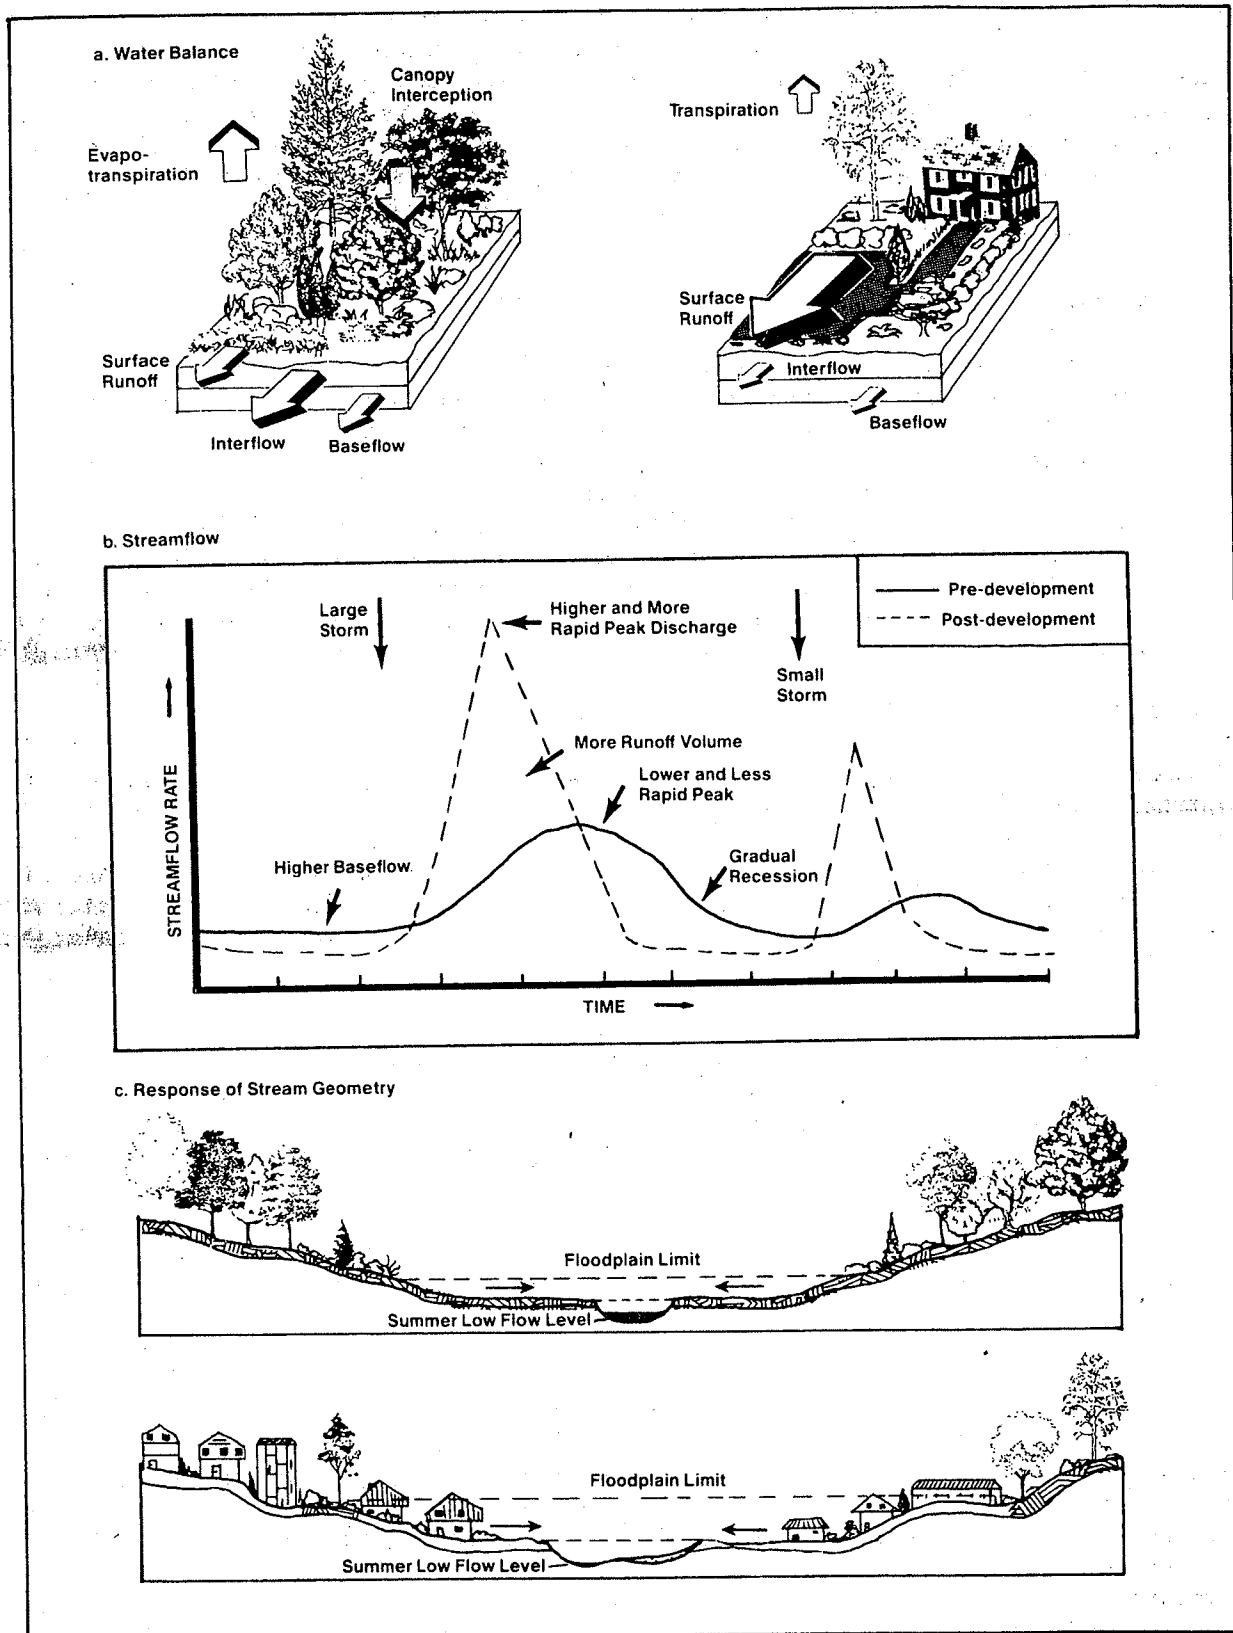 a. Water Balance
Canopy
Interception
Evapo-
transpiration
Surface
Runoff
Interflow
Baseflow
Transpiration
Surface
Runoff
Interflow
Baseflow
b. Streamflow
Large
Storm
Higher and More
Rapid Peak Discharge
Pre-development
Post-development
Small
Storm
More Runoff Volume
Lower and Less
Rapid Peak
Higher Baseflow
Gradual
Recession
STREAMFLOW RATE
TIME
c. Response of Stream Geometry
Floodplain Limit
Summer Low Flow Level
Floodplain Limit
Summer Low Flow Level